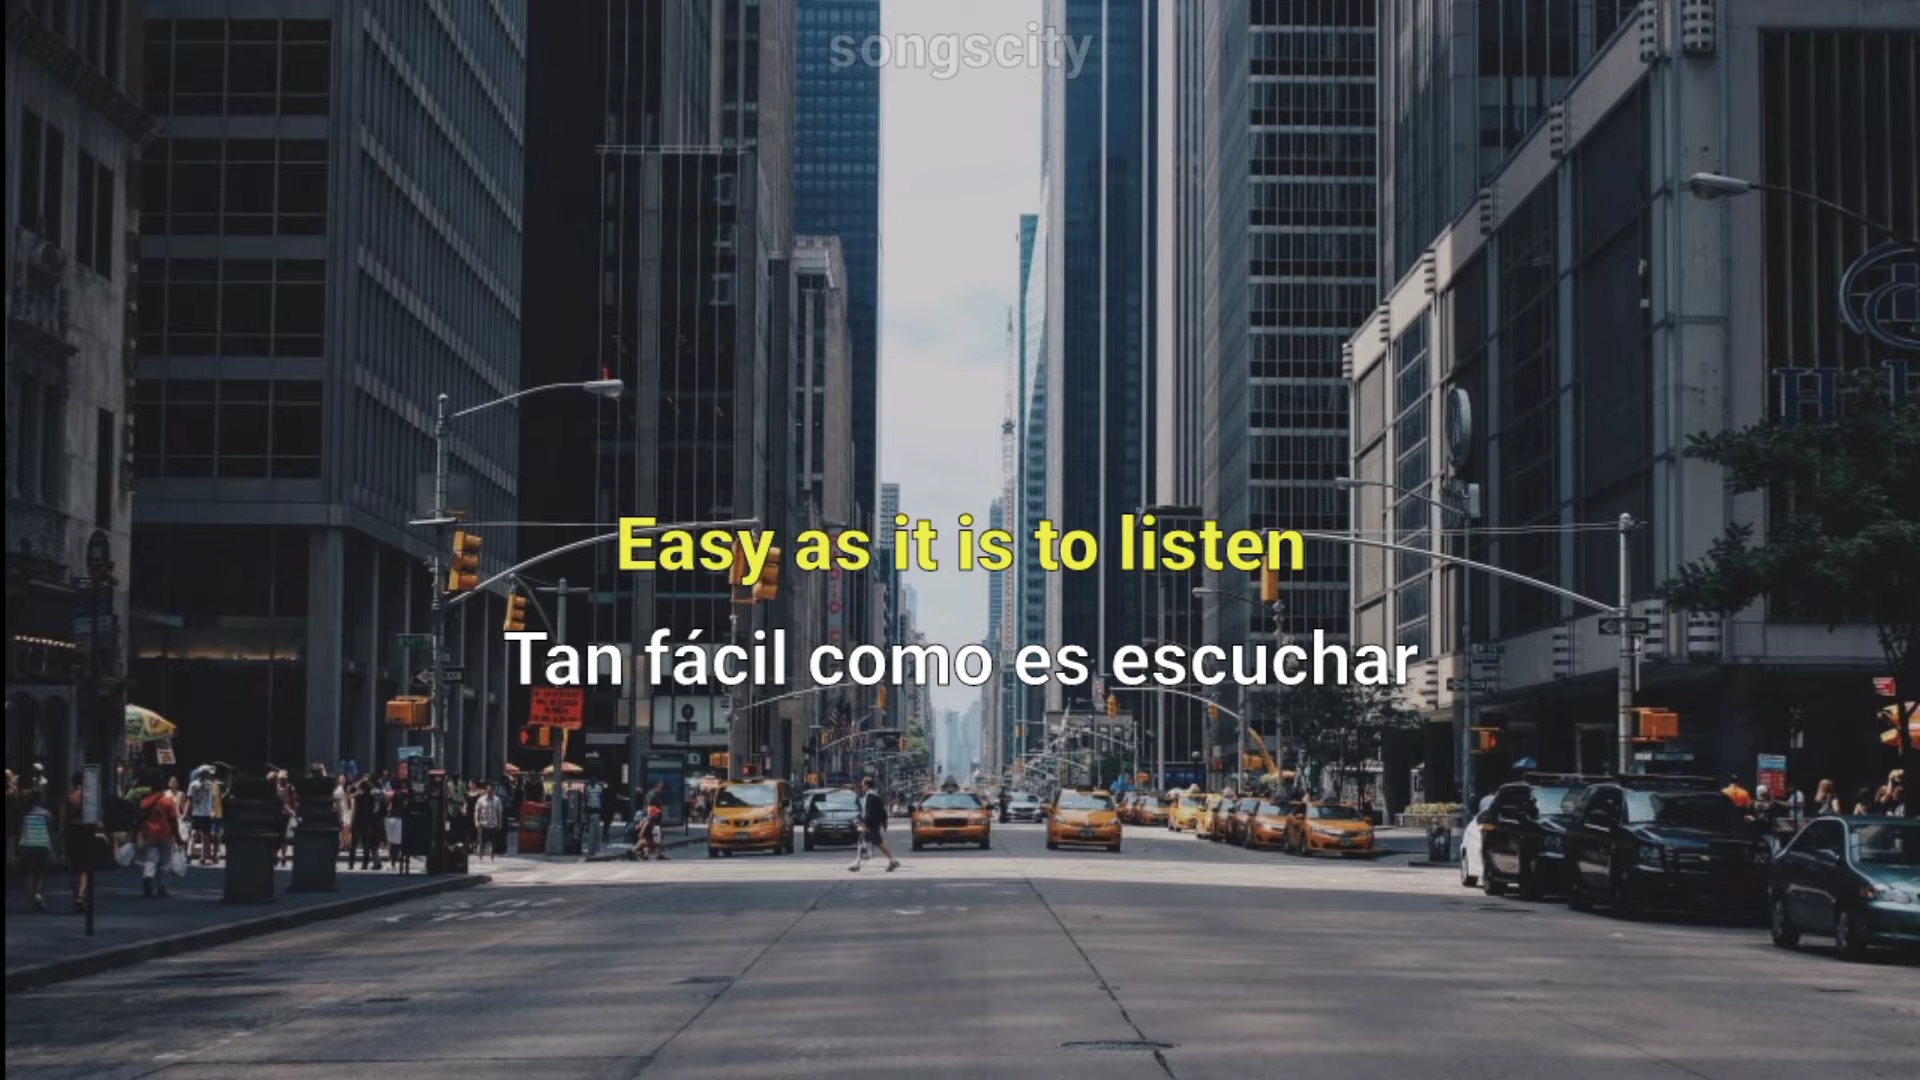 songscity
Easy as it is to listen
Tan fácil como es escuchar